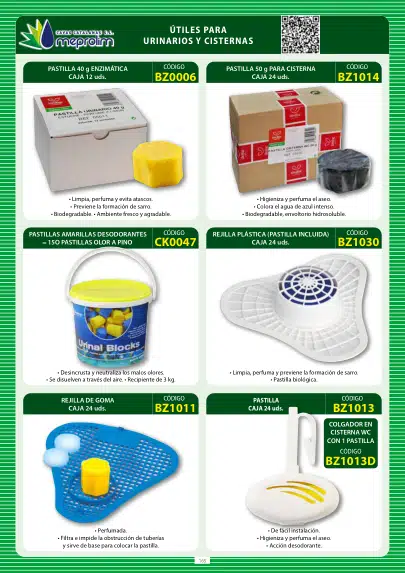 CAPAS CATALANAS S.L.
meprolim
ÚTILES PARA
URINARIOS Y CISTERNAS
PASTILLA 40 g ENZIMÁTICA
CAJA 12 uds.
CÓDIGO
BZ0006
PASTILLA URINARIO 40 g
• Limpia, perfuma y evita atascos.
• Previene la formación de sarro.
• Biodegradable. • Ambiente fresco y agradable.
PASTILLA 50 g PARA CISTERNA
CAJA 24 uds.
CÓDIGO
BZ1014
• Higieniza y perfuma el aseo.
• Colora el agua de azul intenso.
• Biodegradable, envoltorio hidrosoluble.
PASTILLAS AMARILLAS DESODORANTES
≈ 150 PASTILLAS OLOR A PINO
CÓDIGO
CK0047
Urinal Blocks
• Desincrusta y neutraliza los malos olores.
• Se disuelven a través del aire. • Recipiente de 3 kg.
REJILLA PLÁSTICA (PASTILLA INCLUIDA)
CAJA 24 uds.
CÓDIGO
BZ1030
• Limpia, perfuma y previene la formación de sarro.
• Pastilla biológica.
REJILLA DE GOMA
CAJA 24 uds.
CÓDIGO
BZ1011
• Perfumada.
• Filtra e impide la obstrucción de tuberías
y sirve de base para colocar la pastilla.
PASTILLA
CAJA 24 uds.
CÓDIGO
BZ1013
COLGADOR EN
CISTERNA WC
CON 1 PASTILLA
CÓDIGO
BZ1013D
• De fácil instalación.
• Higieniza y perfuma el aseo.
• Acción desodorante.